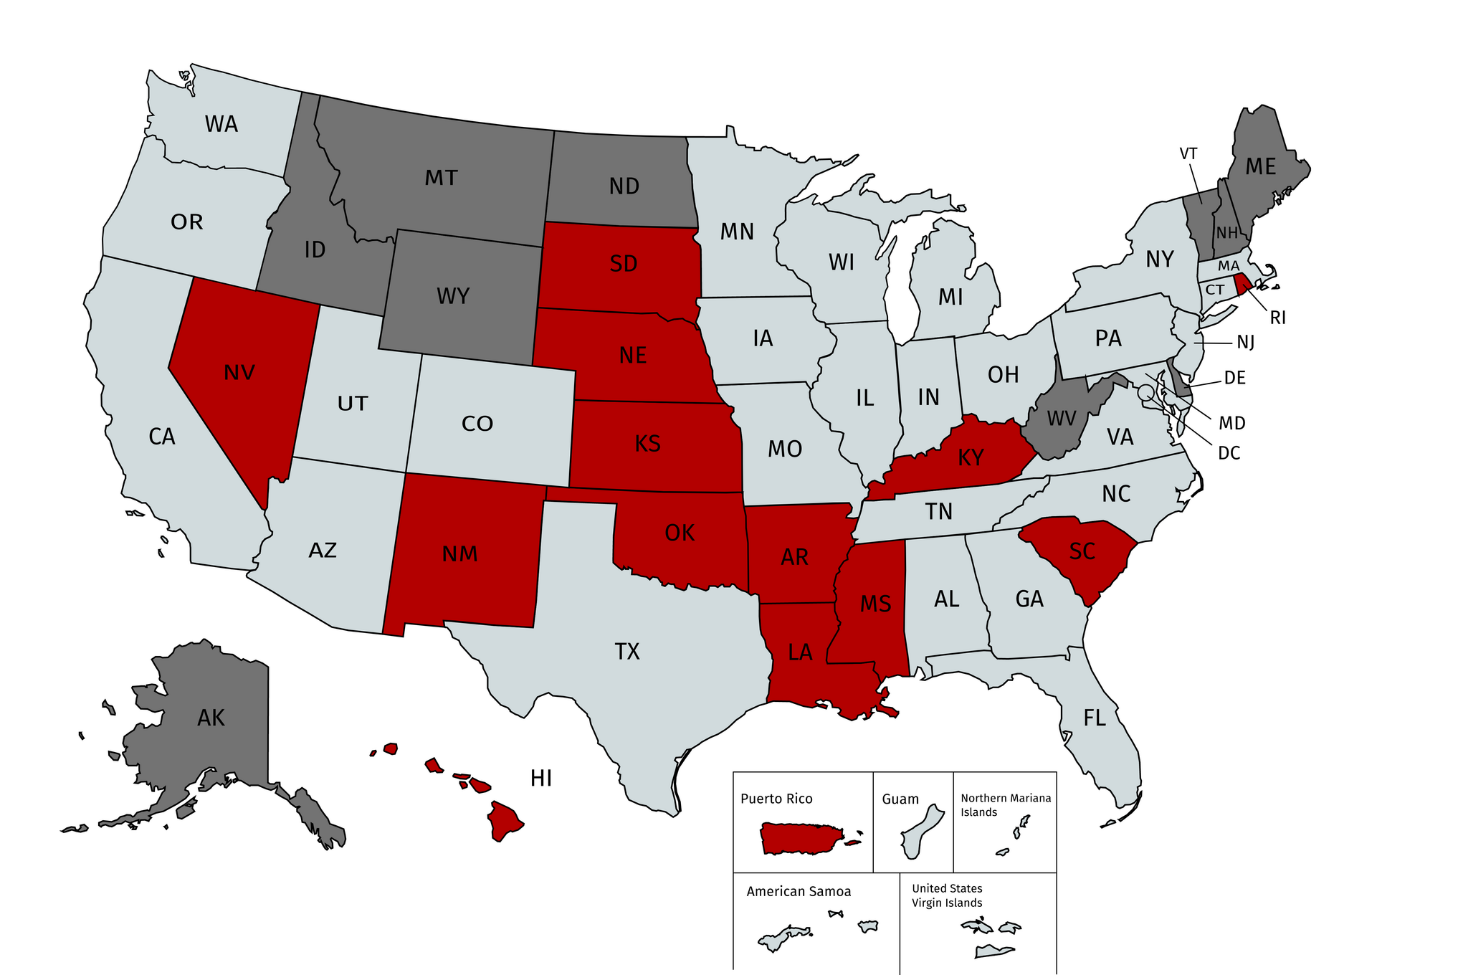 WA
OR
CA
NV
ID
MT
WY
UT
CO
AZ
NM
ND
SD
NE
KS
OK
TX
MN
IA
MO
AR
LA
WI
IL
MI
IN
OH
KY
TN
MS
AL
GA
FL
SC
NC
VA
WV
PA
NY
VT
NH
ME
MA
CT
RI
NJ
DE
MD
DC
AK
HI
Puerto Rico
Guam
Northern Mariana
Islands
American Samoa
United States
Virgin Islands